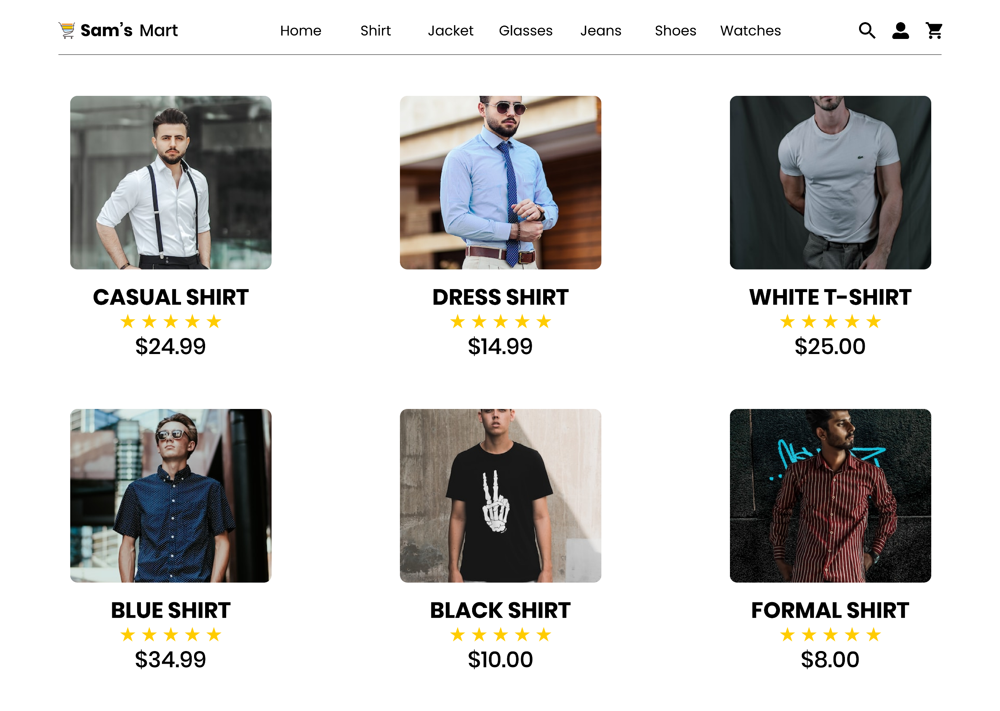 Sam's Mart
Home Shirt Jacket Glasses Jeans Shoes Watches
CASUAL SHIRT
★ ★ ★ ★ ★
$24.99
DRESS SHIRT
★ ★ ★ ★ ★
$14.99
WHITE T-SHIRT
★ ★ ★ ★ ★
$25.00
BLUE SHIRT
★ ★ ★ ★ ★
$34.99
BLACK SHIRT
★ ★ ★ ★ ★
$10.00
FORMAL SHIRT
★ ★ ★ ★ ★
$8.00